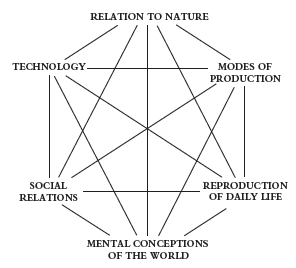 RELATION TO NATURE
TECHNOLOGY
MODES OF
PRODUCTION
SOCIAL
RELATIONS
REPRODUCTION
OF DAILY LIFE
MENTAL CONCEPTIONS
OF THE WORLD